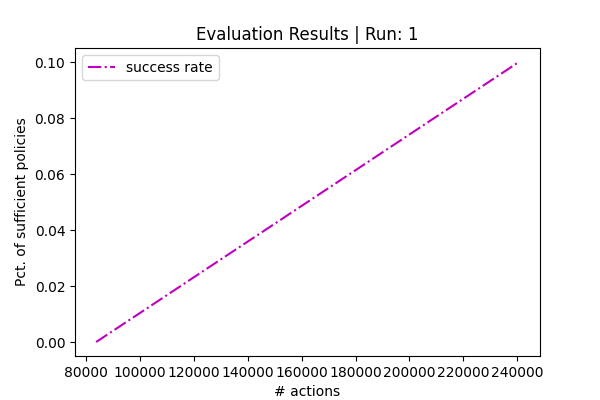 Evaluation Results | Run: 1
success rate
Pct. of sufficient policies
0.10
0.08
0.06
0.04
0.02
0.00
80000 100000 120000 140000 160000 180000 200000 220000 240000
# actions